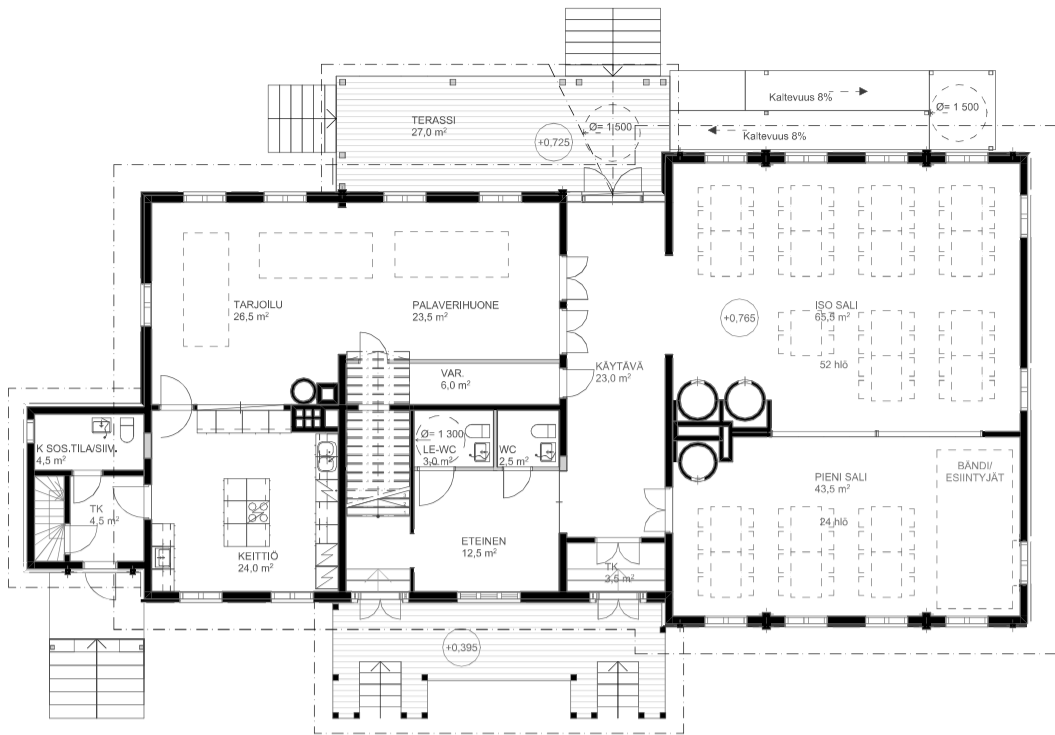 Kaltevuus 8%
Ø= 1 500
TERASSI
27,0 m²
Ø= 1 500
+0,725
Kaltevuus 8%
TARJOILU
26,5 m²
PALAVERIHUONE
23,5 m²
ISO SALI
65,5 m²
+0,765
52 hlö
KÄYTÄVÄ
23,0 m²
VAR.
6,0 m²
Ø= 1 300
LE-WC
3,0 m²
WC
2,5 m²
K SOS.TILA/SIIV.
4,5 m²
BÄNDI/
ESIINTYJÄT
PIENI SALI
43,5 m²
TK
4,5 m²
24 hlö
ETEINEN
12,5 m²
KEITTIÖ
24,0 m²
TK
3,5 m²
+0,395